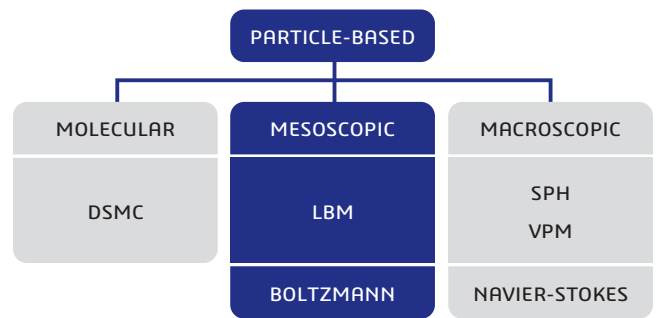 PARTICLE-BASED
MOLECULAR
DSMC
MESOSCOPIC
LBM
BOLTZMANN
MACROSCOPIC
SPH
VPM
NAVIER-STOKES